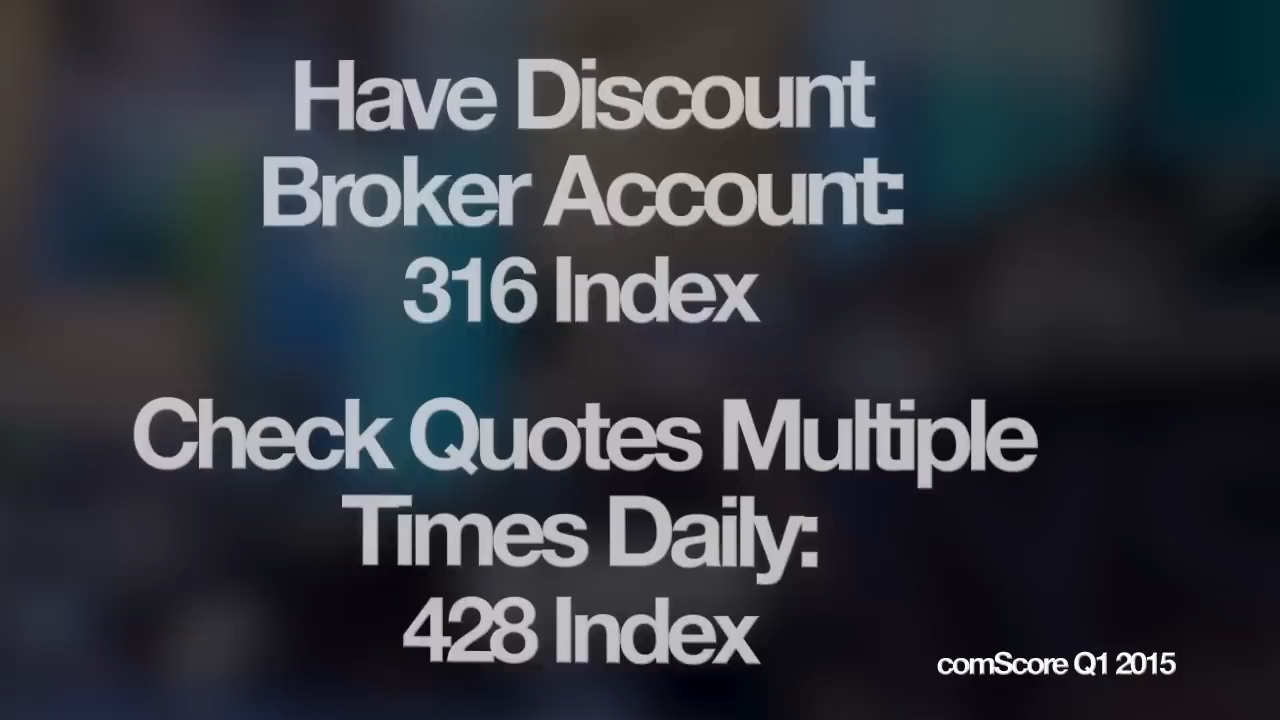 Have Discount
Broker Account:
316 Index
Check Quotes Multiple
Times Daily:
428 Index
comScore Q1 2015